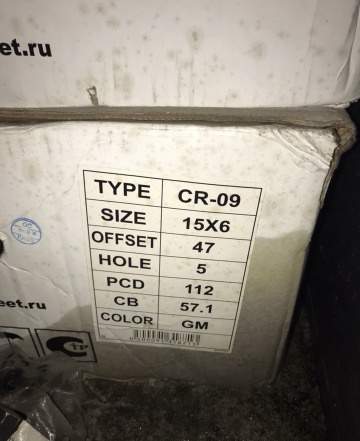 et.ru
TYPE CR-09
SIZE 15X6
OFFSET 47
HOLE 5
PCD 112
CB 57.1
COLOR GM
eet.ru